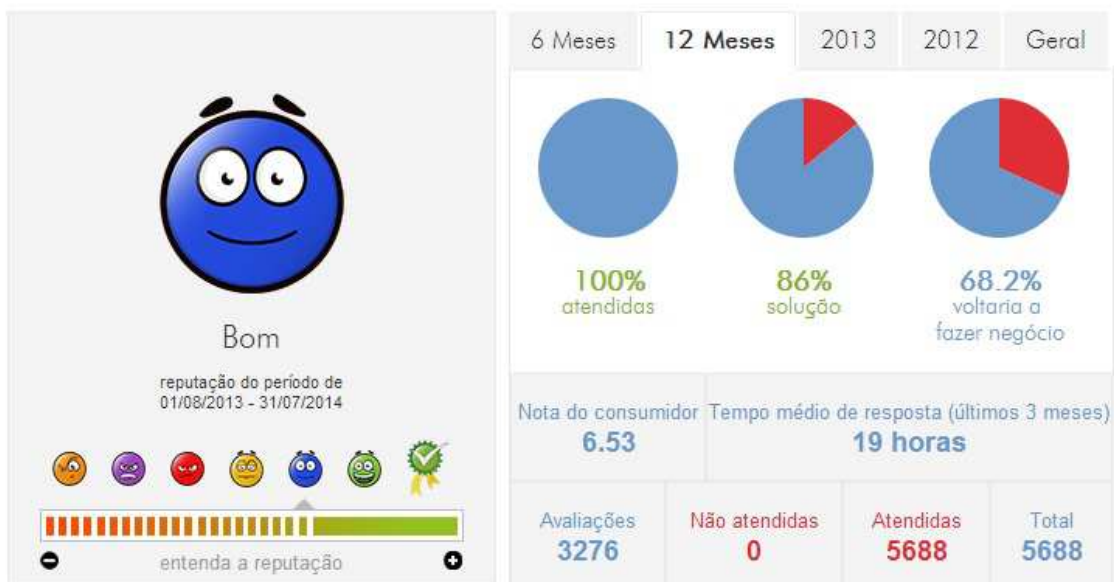 Bom
reputação do período de
01/08/2013 - 31/07/2014
entenda a reputação
6 Meses 12 Meses 2013 2012 Geral
100% 86% 68.2%
atendidas solução voltaria a
fazer negócio
Nota do consumidor Tempo médio de resposta (últimos 3 meses)
6.53 19 horas
Avaliações Não atendidas Atendidas Total
3276 0 5688 5688